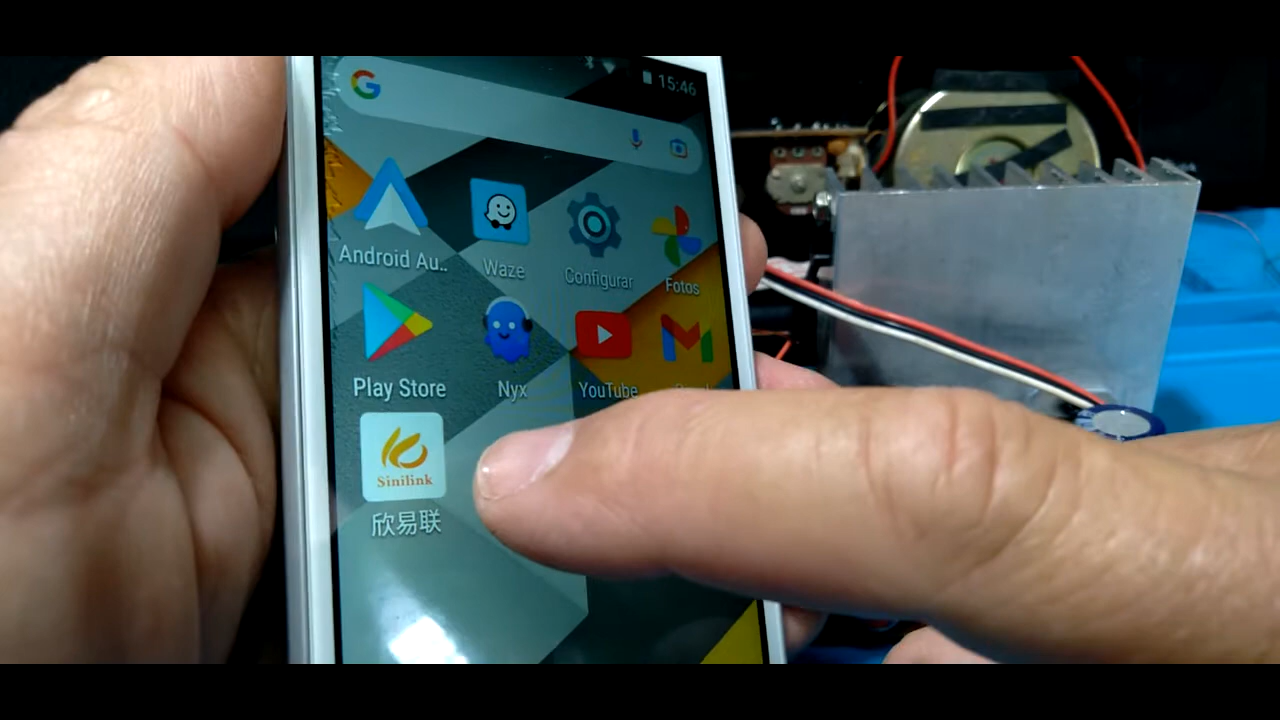 15:46
Android Au..
Waze
Configurar
Fotos
Play Store
Nyx
YouTube
Sinilink
欣易联